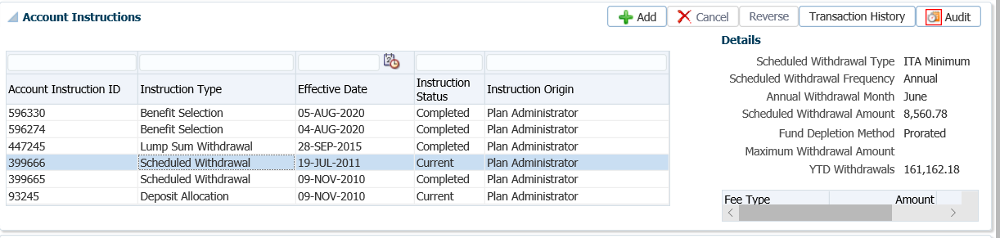 Account Instructions
Add Cancel Reverse Transaction History Audit
Account Instruction ID Instruction Type Effective Date Instruction Status Instruction Origin
596330 Benefit Selection 05-AUG-2020 Completed Plan Administrator
596274 Benefit Selection 04-AUG-2020 Completed Plan Administrator
447245 Lump Sum Withdrawal 28-SEP-2015 Completed Plan Administrator
399666 Scheduled Withdrawal 19-JUL-2011 Current Plan Administrator
399665 Scheduled Withdrawal 09-NOV-2010 Completed Plan Administrator
93245 Deposit Allocation 09-NOV-2010 Current Plan Administrator
Details
Scheduled Withdrawal Type ITA Minimum
Scheduled Withdrawal Frequency Annual
Annual Withdrawal Month June
Scheduled Withdrawal Amount 8,560.78
Fund Depletion Method Prorated
Maximum Withdrawal Amount
YTD Withdrawals 161,162.18
Fee Type Amount